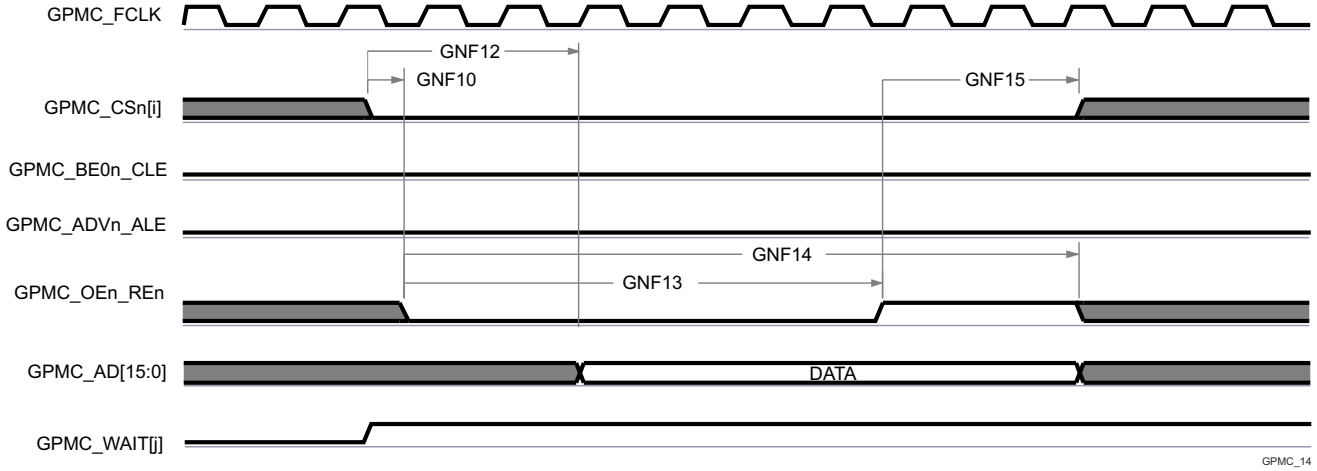 GPMC_FCLK
GNF12
GNF10
GNF15
GPMC_CSn[i]
GPMC_BE0n_CLE
GPMC_ADVn_ALE
GNF14
GNF13
GPMC_OEn_REn
GPMC_AD[15:0]
DATA
GPMC_WAIT[j]
GPMC_14